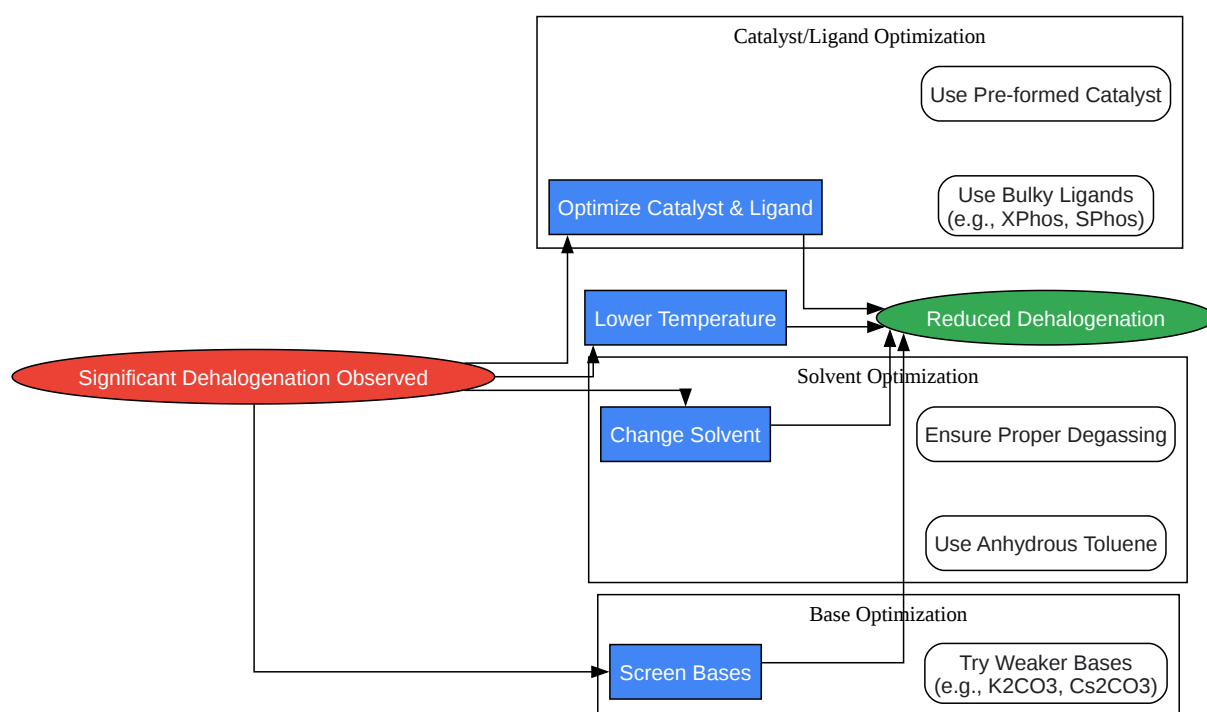 Catalyst/Ligand Optimization
Use Pre-formed Catalyst
Optimize Catalyst & Ligand
Use Bulky Ligands
(e.g., XPhos, SPhos)
Lower Temperature
Reduced Dehalogenation
Significant Dehalogenation Observed
Solvent Optimization
Change Solvent
Ensure Proper Degassing
Use Anhydrous Toluene
Base Optimization
Screen Bases
Try Weaker Bases
(e.g., K2CO3, Cs2CO3)